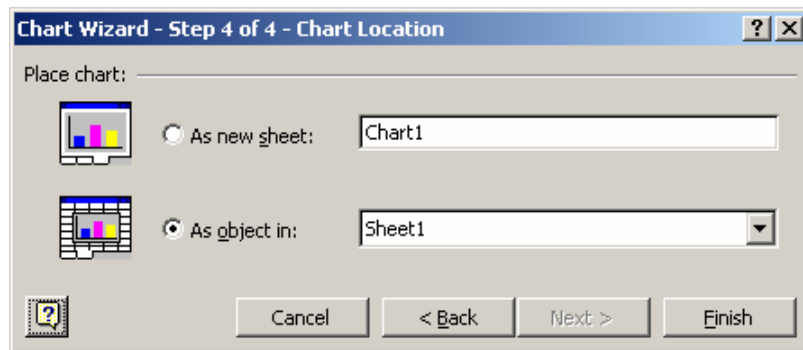 Chart Wizard - Step 4 of 4 - Chart Location
Place chart:
As new sheet: Chart1
As object in: Sheet1
Cancel < Back Next > Finish